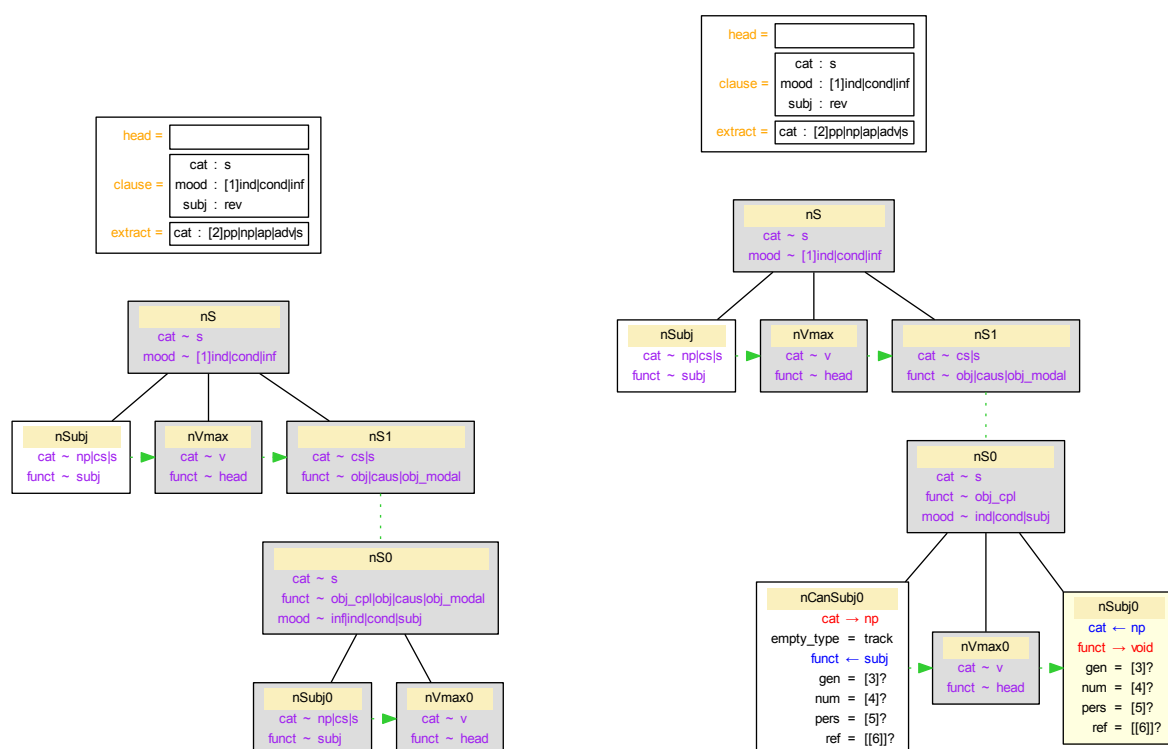 head =
clause =
cat : s
mood : [1]ind|cond|inf
subj : rev
extract =
cat : [2]pp|np|ap|adv|s
nS
cat ~ s
mood ~ [1]ind|cond|inf
nSubj
cat ~ np|cs|s
funct ~ subj
nVmax
cat ~ v
funct ~ head
nS1
cat ~ cs|s
funct ~ obj|caus|obj_modal
nS0
cat ~ s
funct ~ obj_cpl|obj|caus|obj_modal
mood ~ inf|ind|cond|subj
nSubj0
cat ~ np|cs|s
funct ~ subj
nVmax0
cat ~ v
funct ~ head
head =
clause =
cat : s
mood : [1]ind|cond|inf
subj : rev
extract =
cat : [2]pp|np|ap|adv|s
nS
cat ~ s
mood ~ [1]ind|cond|inf
nSubj
cat ~ np|cs|s
funct ~ subj
nVmax
cat ~ v
funct ~ head
nS1
cat ~ cs|s
funct ~ obj|caus|obj_modal
nS0
cat ~ s
funct ~ obj_cpl
mood ~ ind|cond|subj
nCanSubj0
cat → np
empty_type = track
funct ← subj
gen = [3]?
num = [4]?
pers = [5]?
ref = [[6]]?
nVmax0
cat ~ v
funct ~ head
nSubj0
cat ← np
funct → void
gen = [3]?
num = [4]?
pers = [5]?
ref = [[6]]?